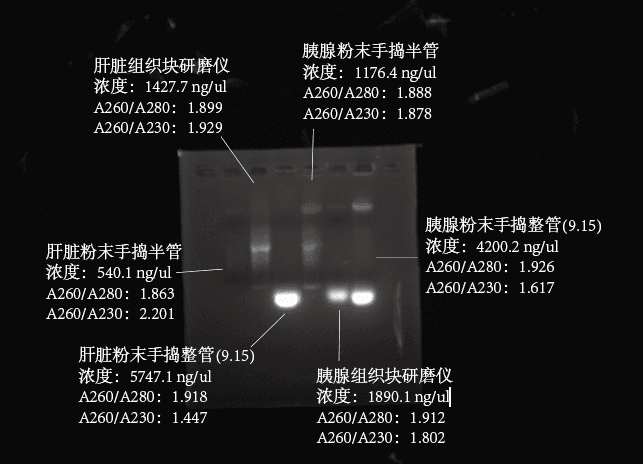 肝脏组织块研磨仪
浓度：1427.7 ng/ul
A260/A280：1.899
A260/A230：1.929
胰腺粉末手捣半管
浓度：1176.4 ng/ul
A260/A280：1.888
A260/A230：1.878
肝脏粉末手捣半管
浓度：540.1 ng/ul
A260/A280：1.863
A260/A230：2.201
胰腺粉末手捣整管(9.15)
浓度：4200.2 ng/ul
A260/A280：1.926
A260/A230：1.617
肝脏粉末手捣整管(9.15)
浓度：5747.1 ng/ul
A260/A280：1.918
A260/A230：1.447
胰腺组织块研磨仪
浓度：1890.1 ng/ul
A260/A280：1.912
A260/A230：1.802